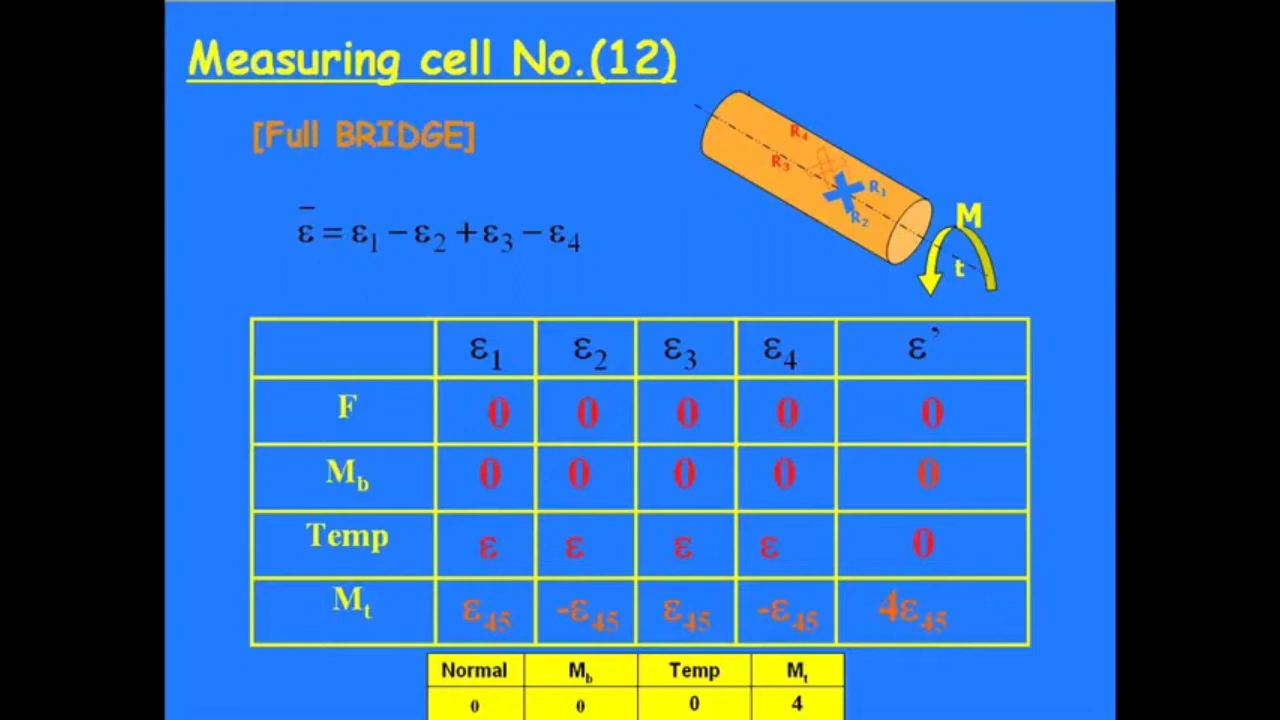 Measuring cell No.(12)
[Full BRIDGE]
R4
R3
R1
R2
M
t
ε̄ = ε₁ − ε₂ + ε₃ − ε₄
ε₁ ε₂ ε₃ ε₄ ε’
F 0 0 0 0 0
M_b 0 0 0 0 0
Temp ε ε ε ε 0
M_t ε₄₅ -ε₄₅ ε₄₅ -ε₄₅ 4ε₄₅
Normal M_b Temp M_t
0 0 0 4